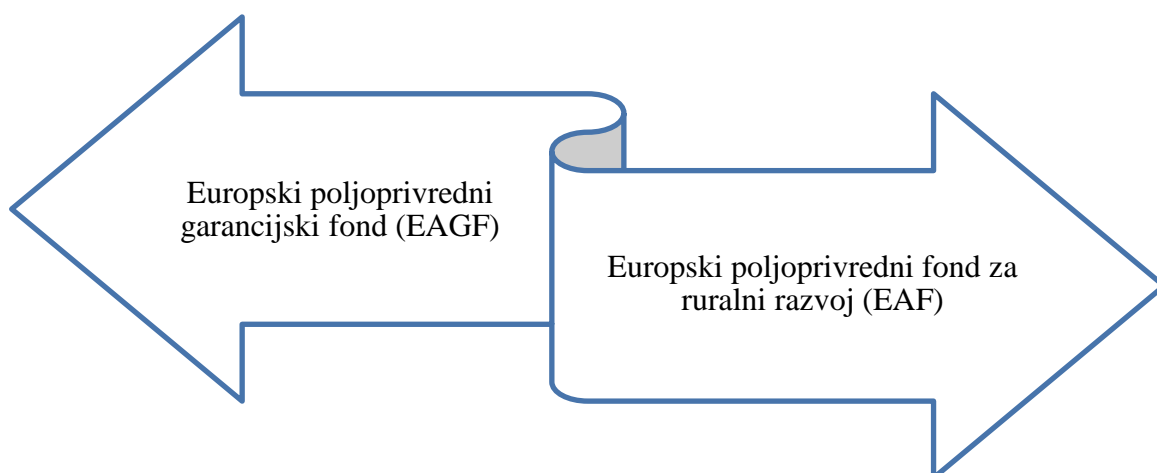 Europski poljoprivredni
garancijski fond (EAGF)
Europski poljoprivredni fond za
ruralni razvoj (EAF)